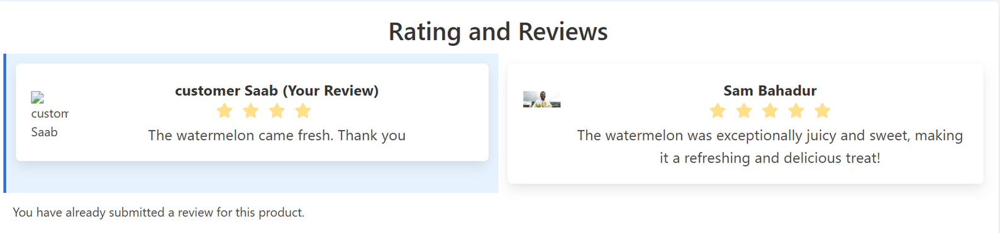 Rating and Reviews
customer Saab (Your Review)
custom
Saab
The watermelon came fresh. Thank you
Sam Bahadur
The watermelon was exceptionally juicy and sweet, making
it a refreshing and delicious treat!
You have already submitted a review for this product.